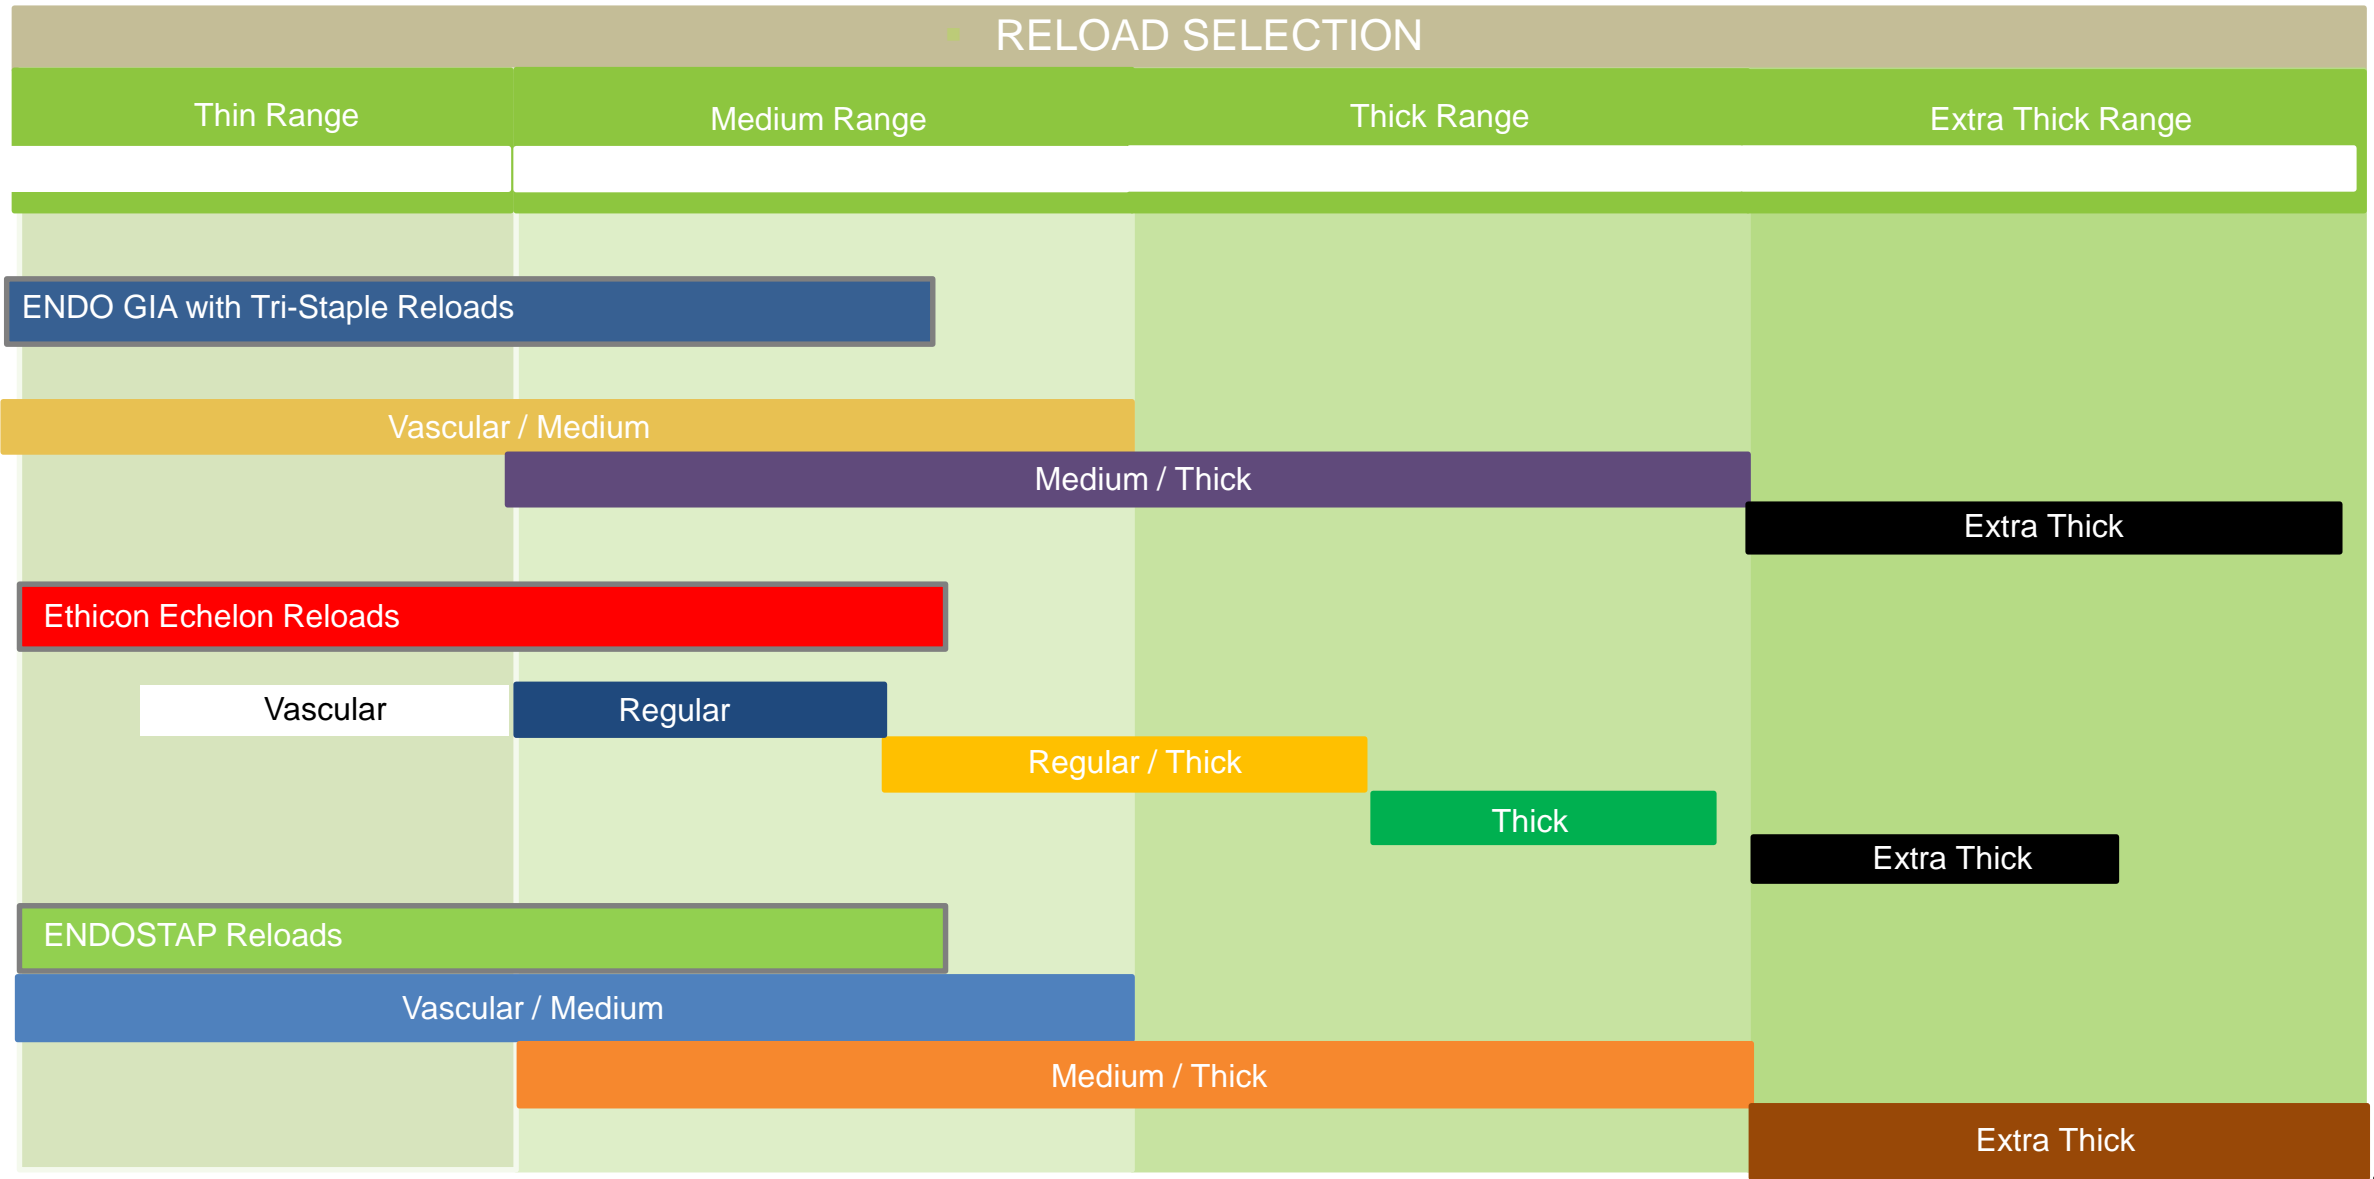 RELOAD SELECTION
Thin Range
Medium Range
Thick Range
Extra Thick Range
ENDO GIA with Tri-Staple Reloads
Vascular / Medium
Medium / Thick
Extra Thick
Ethicon Echelon Reloads
Vascular
Regular
Regular / Thick
Thick
Extra Thick
ENDOSTAP Reloads
Vascular / Medium
Medium / Thick
Extra Thick